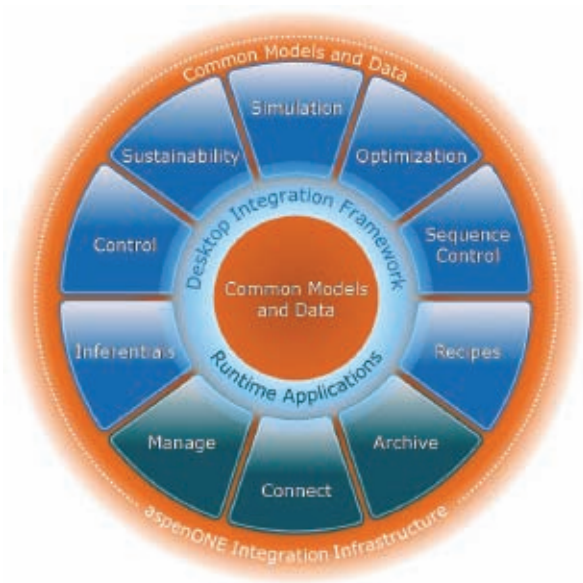 Common Models and Data
Simulation
Sustainability
Optimization
Control
Desktop Integration Framework
Sequence
Control
Common Models
and Data
Inferentials
Recipes
Runtime Applications
Manage
Archive
Connect
aspenONE Integration Infrastructure